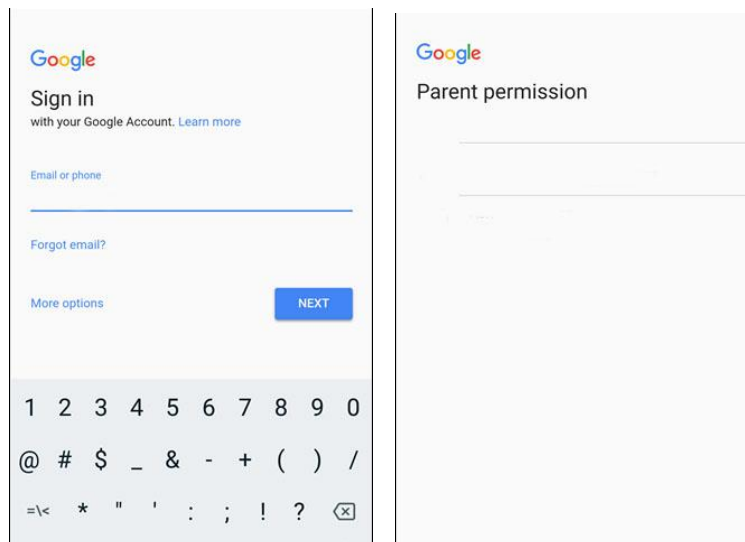 Google
Sign in
with your Google Account. Learn more
Email or phone
Forgot email?
More options
NEXT
1 2 3 4 5 6 7 8 9 0
@ # $ _ & - + ( ) /
=\< * " ' : ; ! ?
Google
Parent permission